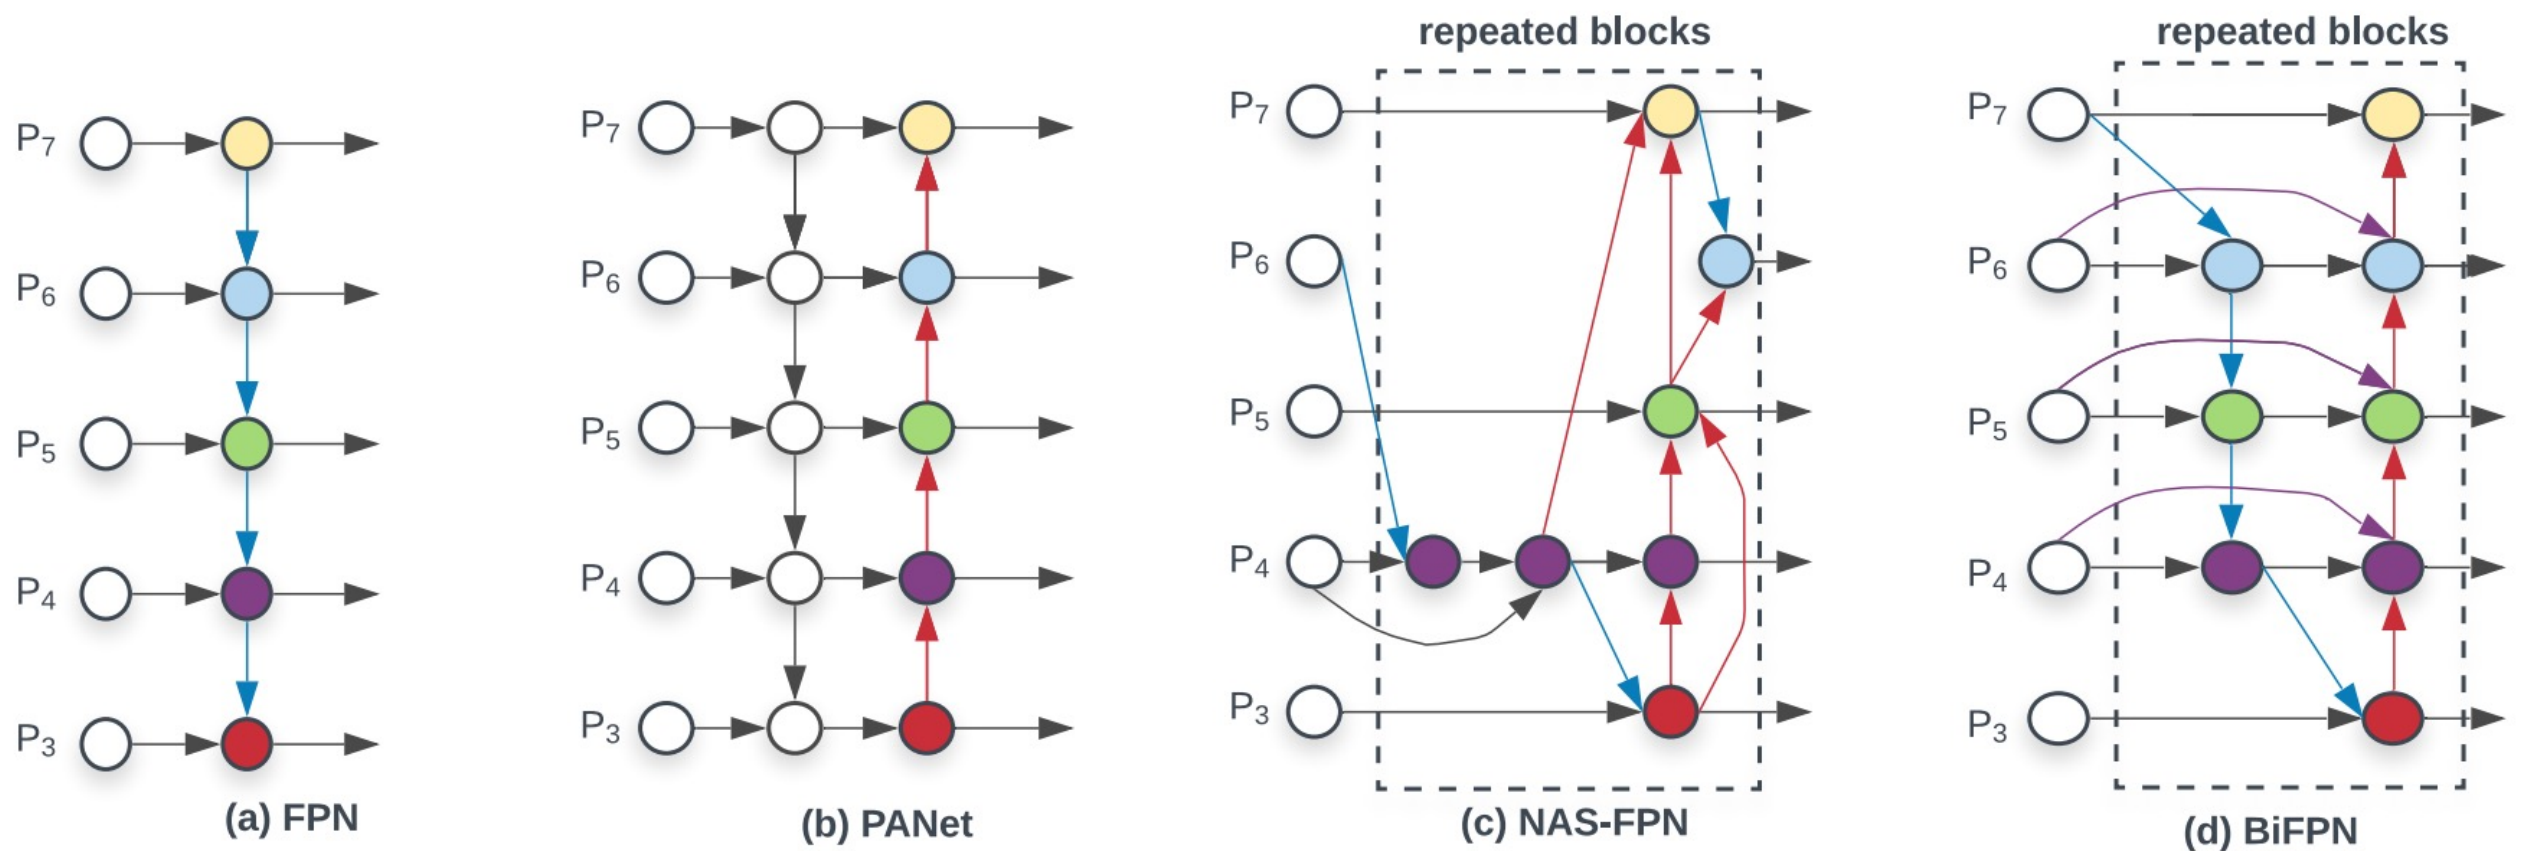 P7
P6
P5
P4
P3
(a) FPN
P7
P6
P5
P4
P3
(b) PANet
repeated blocks
P7
P6
P5
P4
P3
(c) NAS-FPN
repeated blocks
P7
P6
P5
P4
P3
(d) BiFPN